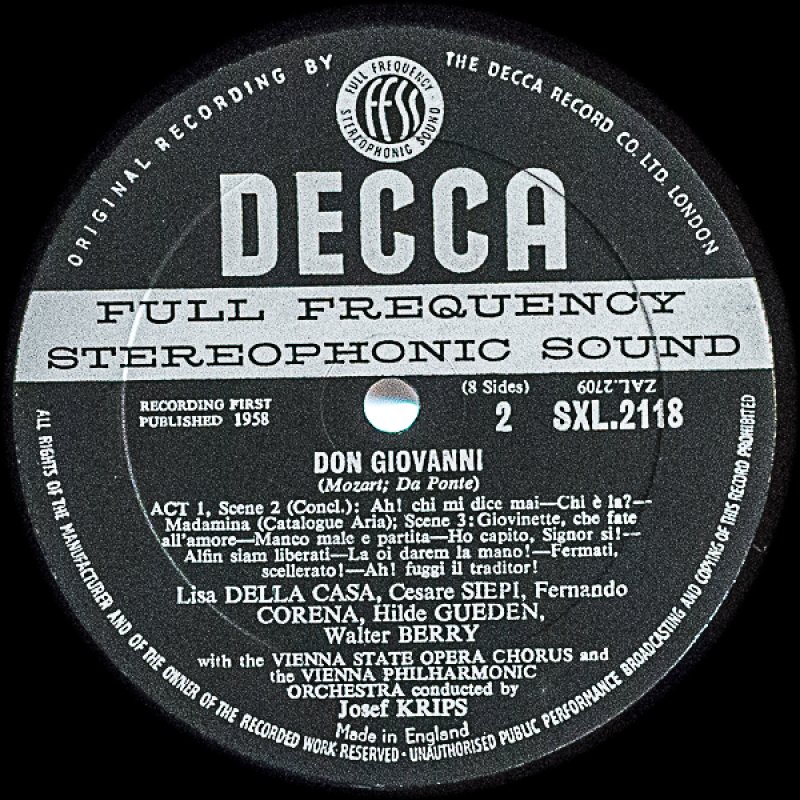 ORIGINAL RECORDING BY
THE DECCA RECORD CO. LTD. LONDON
FULL FREQUENCY
FFSS
STEREOPHONIC SOUND
DECCA
FULL FREQUENCY
STEREOPHONIC SOUND
RECORDING FIRST
PUBLISHED 1958
(8 Sides)
2
ZAL.2709
SXL.2118
DON GIOVANNI
(Mozart; Da Ponte)
ACT 1, Scene 2 (Concl.): Ah! chi mi dice mai—Chi è la?—
Madamina (Catalogue Aria); Scene 3: Giovinette, che fate
all'amore—Manco male e partita—Ho capito, Signor si!—
Alfin siam liberati—La oi darem la mano!—Fermati,
scellerato!—Ah! fuggi il traditor!
Lisa DELLA CASA, Cesare SIEPI, Fernando
CORENA, Hilde GUEDEN,
Walter BERRY
with the VIENNA STATE OPERA CHORUS and
the VIENNA PHILHARMONIC
ORCHESTRA conducted by
Josef KRIPS
Made in England
ALL RIGHTS OF THE MANUFACTURER AND OF THE OWNER OF THE RECORDED WORK RESERVED · UNAUTHORISED PUBLIC PERFORMANCE BROADCASTING AND COPYING OF THIS RECORD PROHIBITED